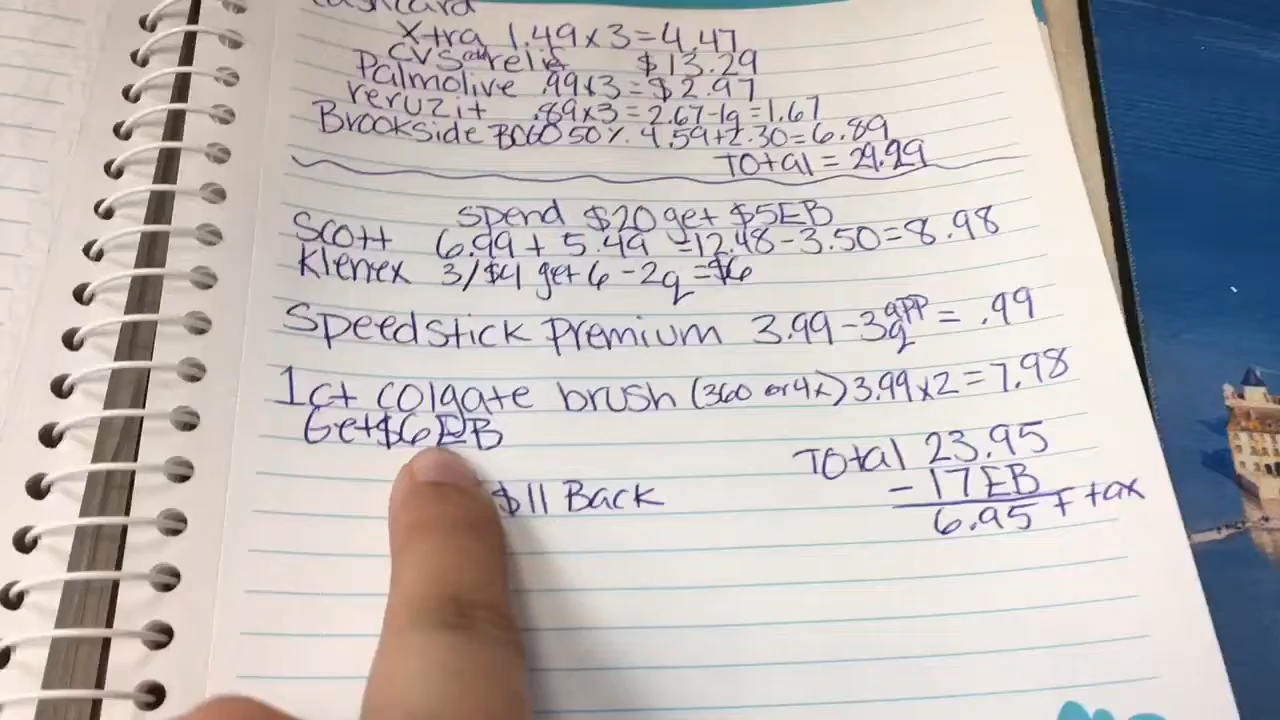 Xtra 1.49x3=4.47
CVS relief $13.29
Palmolive .99x3=$2.97
reruzit .89x3=2.67-1q=1.67
Brookside BOGO 50% 4.59+2.30=6.89
Total = 29.29
Spend $20 get $5EB
Scott 6.99+5.49 =12.48-3.50=8.98
Klenex 3/$4 get 6-2q=$6
Speedstick Premium 3.99-3q app=.99
1ct colgate brush (360 or 4x) 3.99x2=7.98
Get $6EB
Total 23.95
$11 Back
-17EB
6.95+tax